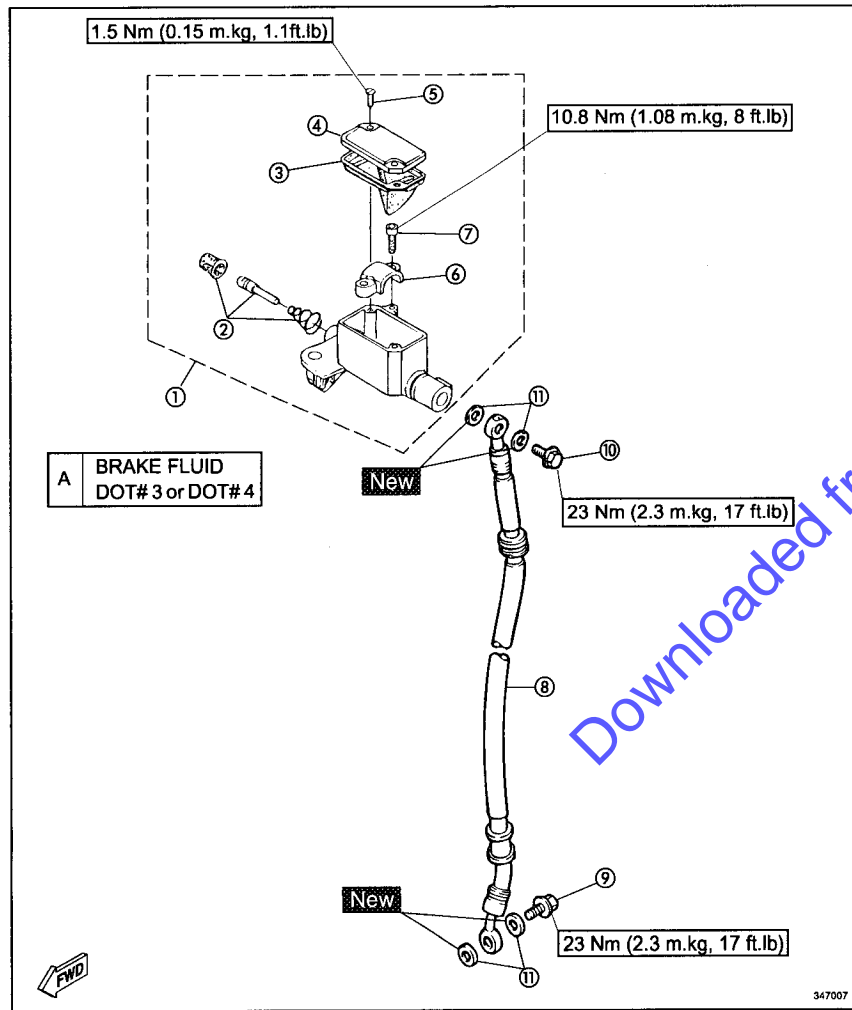 1.5 Nm (0.15 m.kg, 1.1ft.lb)
⑤
④
10.8 Nm (1.08 m.kg, 8 ft.lb)
③
⑦
⑥
②
①
⑪
⑩
A BRAKE FLUID
DOT# 3 or DOT# 4
New
23 Nm (2.3 m.kg, 17 ft.lb)
Downloaded fr
⑧
⑨
New
23 Nm (2.3 m.kg, 17 ft.lb)
⑪
FWD
347007